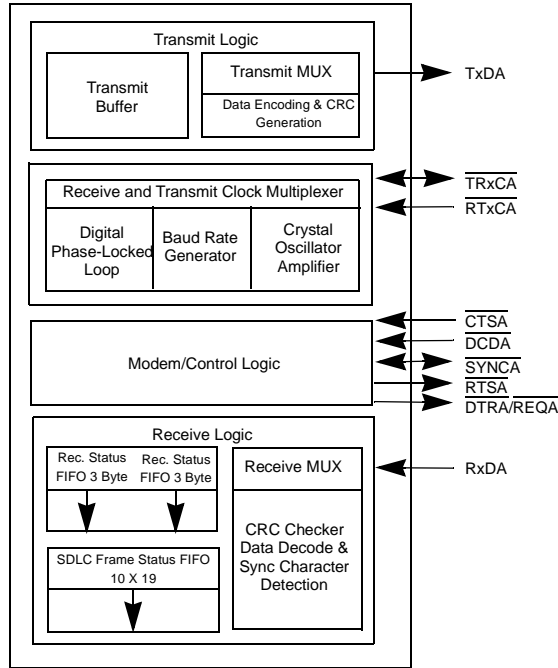 Transmit Logic
Transmit
Buffer
Transmit MUX
Data Encoding & CRC
Generation
TxDA
Receive and Transmit Clock Multiplexer
Digital
Phase-Locked
Loop
Baud Rate
Generator
Crystal
Oscillator
Amplifier
TRxCA
RTxCA
Modem/Control Logic
CTSA
DCDA
SYNCA
RTSA
DTRA/REQA
Receive Logic
Rec. Status
FIFO 3 Byte
Rec. Status
FIFO 3 Byte
SDLC Frame Status FIFO
10 X 19
Receive MUX
CRC Checker
Data Decode &
Sync Character
Detection
RxDA